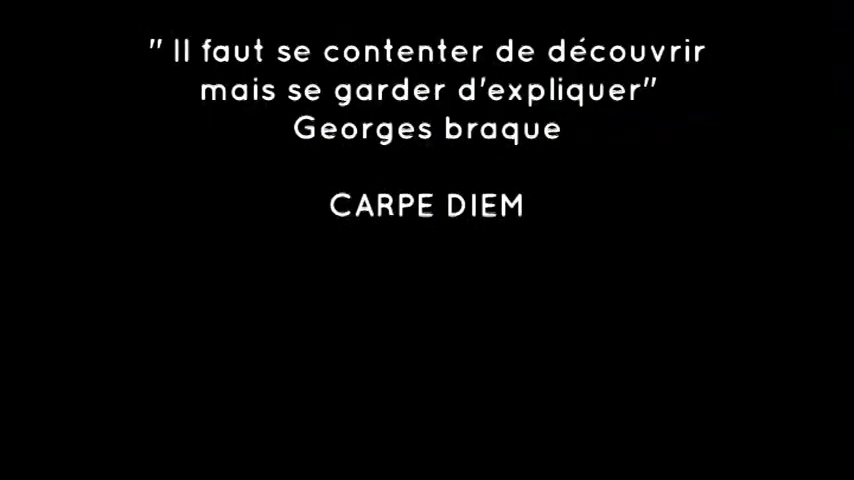 " Il faut se contenter de découvrir
mais se garder d'expliquer"
Georges braque
CARPE DIEM